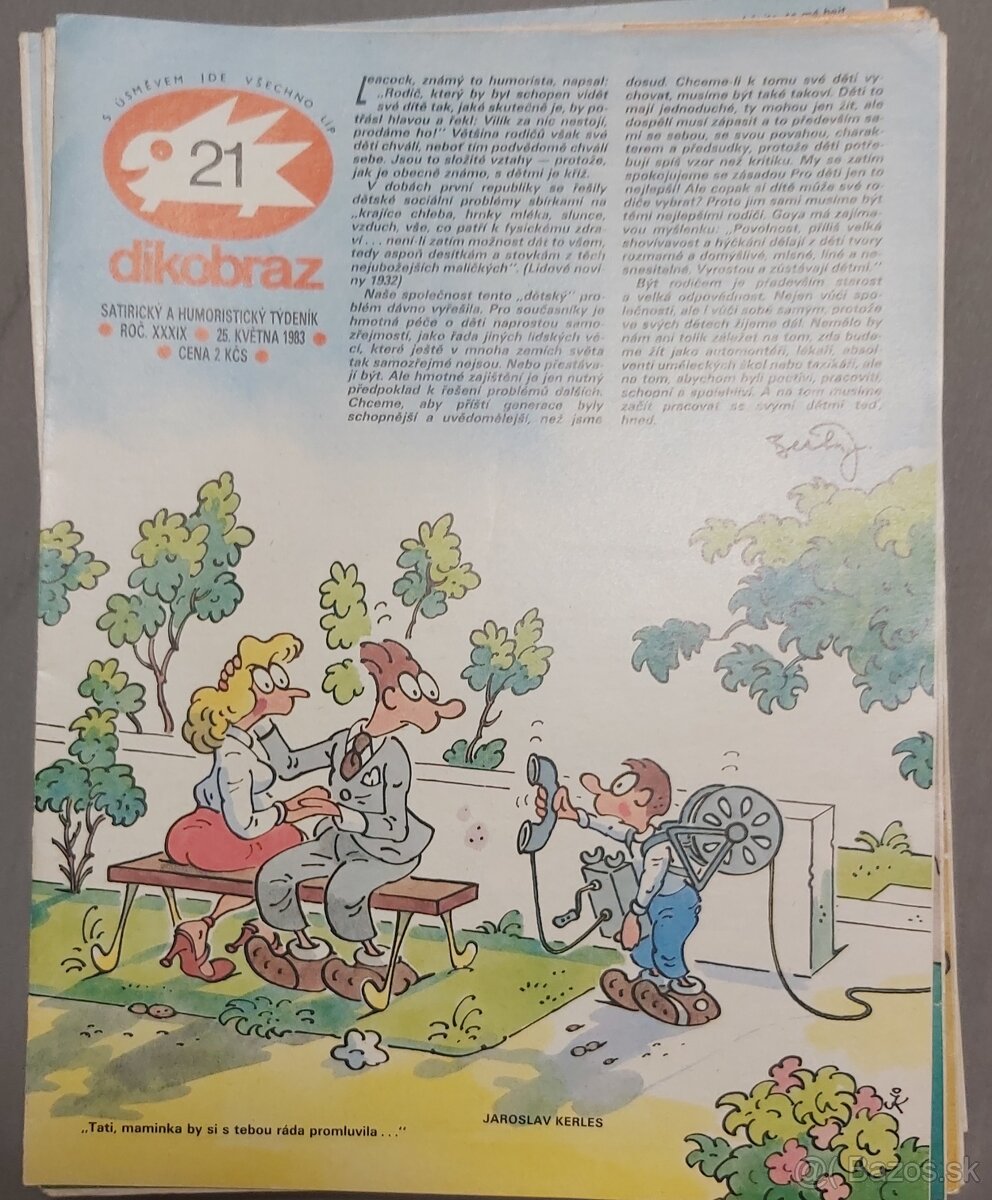 S ÚSMĚVEM JDE VŠECHNO LÍP
21
dikobraz
SATIRICKÝ A HUMORISTICKÝ TÝDENÍK
• ROČ. XXXIX • 25. KVĚTNA 1983 •
• CENA 2 KČS •
Leacock, známý to humorista, napsal:
„Rodič, který by byl schopen vidět
své dítě tak, jaké skutečně je, by po-
třásl hlavou a řekl: Vilík za nic nestojí,
prodáme ho!" Většina rodičů však své
děti chválí, neboť tím podvědomě chválí
sebe. Jsou to složité vztahy — protože,
jak je obecně známo, s dětmi je kříž.
V dobách první republiky se řešily
dětské sociální problémy sbírkami na
„krajíce chleba, hrnky mléka, slunce,
vzduch, vše, co patří k fysickému zdra-
ví... není-li zatím možnost dát to všem,
tedy aspoň desítkám a stovkám z těch
nejubožejších maličkých". (Lidové novi-
ny 1932)
Naše společnost tento „dětský" pro-
blém dávno vyřešila. Pro současníky je
hmotná péče o děti naprostou samo-
zřejmostí, jako řada jiných lidských vě-
cí, které ještě v mnoha zemích světa
tak samozřejmé nejsou. Nebo přestáva-
jí být. Ale hmotné zajištění je jen nutný
předpoklad k řešení problémů dalších.
Chceme, aby příští generace byly
schopnější a uvědomělejší, než jsme
dosud. Chceme-li k tomu své děti vy-
chovat, musíme být také takoví. Děti to
mají jednoduché, ty mohou jen žít, ale
dospělí musí zápasit a to především sa-
mi se sebou, se svou povahou, charak-
terem a předsudky, protože děti potře-
bují spíš vzor než kritiku. My se zatím
spokojujeme se zásadou Pro děti jen to
nejlepší! Ale copak si dítě může své ro-
diče vybrat? Proto jim sami musíme být
těmi nejlepšími rodiči. Goya má zajíma-
vou myšlenku: „Povolnost, příliš velká
shovívavost a hýčkání dělají z dětí tvory
rozmarné a domýšlivé, mlsné, líné a ne-
snesitelné. Vyrostou a zůstávají dětmi."
Být rodičem je především starost
a velká odpovědnost. Nejen vůči spo-
lečnosti, ale i vůči sobě samým, protože
ve svých dětech žijeme dál. Nemělo by
nám ani tolik záležet na tom, zda bude-
me žít jako automontéři, lékaři, absol-
venti uměleckých škol nebo taxikáři, ale
na tom, abychom byli poctiví, pracovití,
schopní a společní. A na tom musíme
začít pracovat se svými dětmi teď,
hned.
„Tati, maminka by si s tebou ráda promluvila..."
JAROSLAV KERLES
JK
@( Bazos.sk